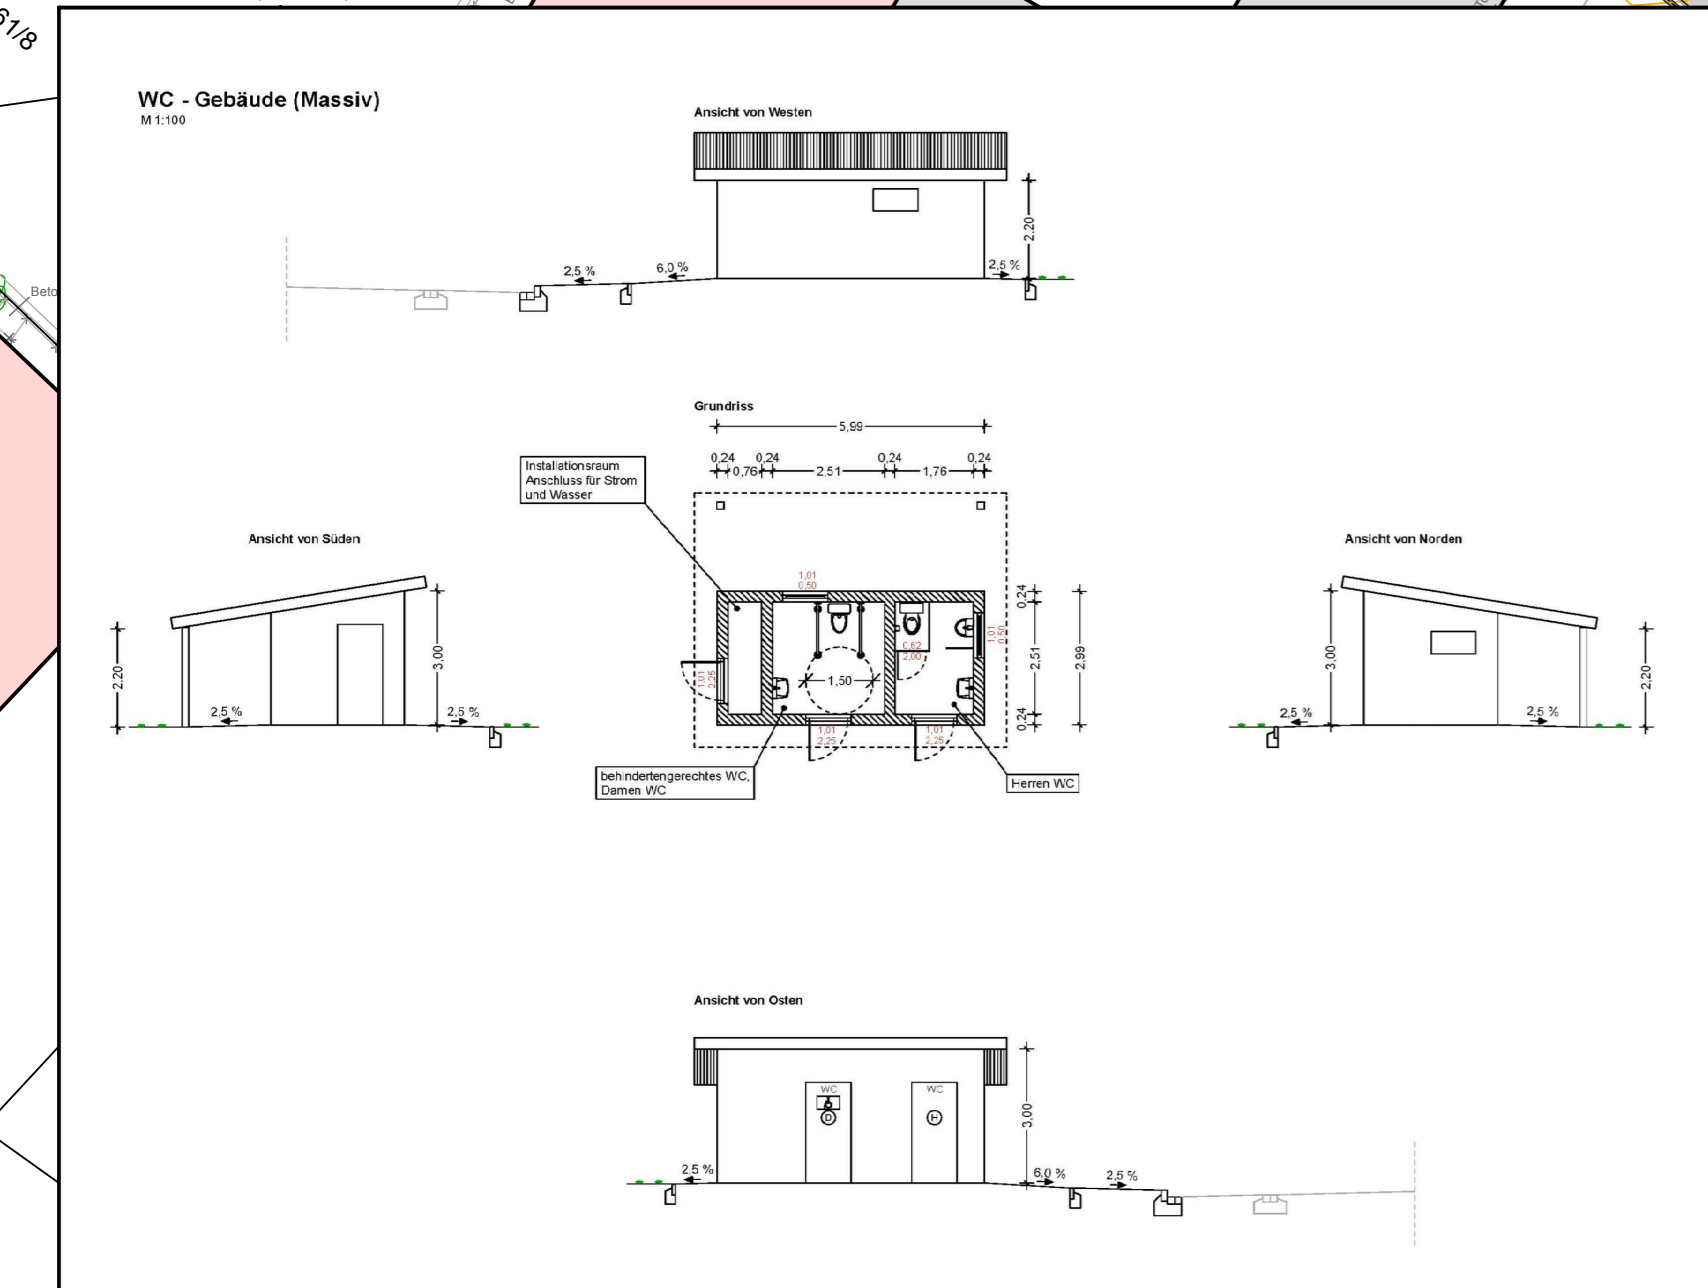 61/8
Beto
WC - Gebäude (Massiv)
M 1:100
Ansicht von Westen
2,20
2,5 %
6,0 %
2,5 %
Grundriss
5,99
0,24
0,76
0,24
2,51
0,24
1,76
0,24
Installationsraum
Anschluss für Strom
und Wasser
1,01
0,50
1,01
0,50
0,62
2,00
1,01
2,25
1,50
1,01
2,25
1,01
2,25
0,24
2,51
0,24
2,99
behindertengerechtes WC,
Damen WC
Herren WC
Ansicht von Süden
2,20
3,00
2,5 %
2,5 %
Ansicht von Norden
3,00
2,20
2,5 %
2,5 %
Ansicht von Osten
WC
D
WC
H
3,00
2,5 %
6,0 %
2,5 %